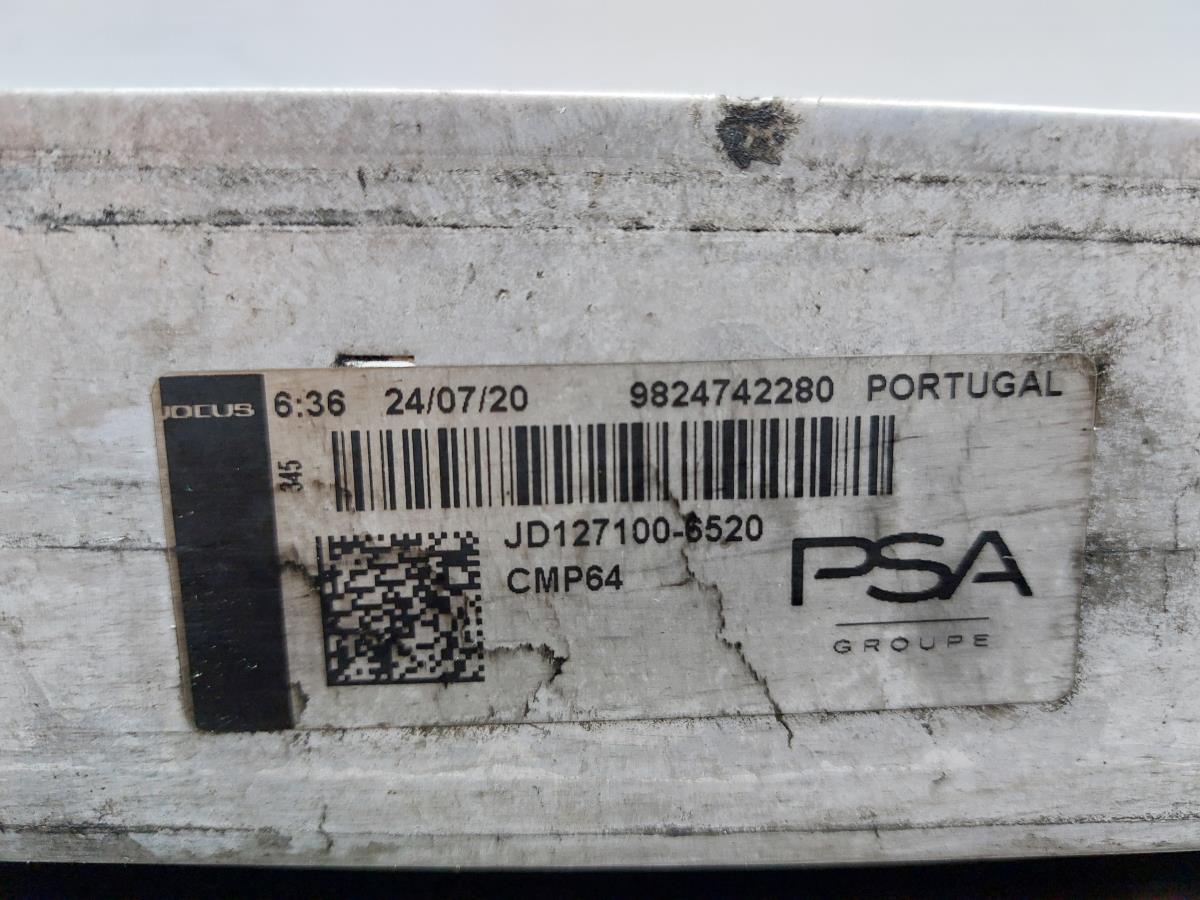 JOCUS 6:36 24/07/20 9824742280 PORTUGAL
345
JD127100-6520
CMP64
PSA
GROUPE